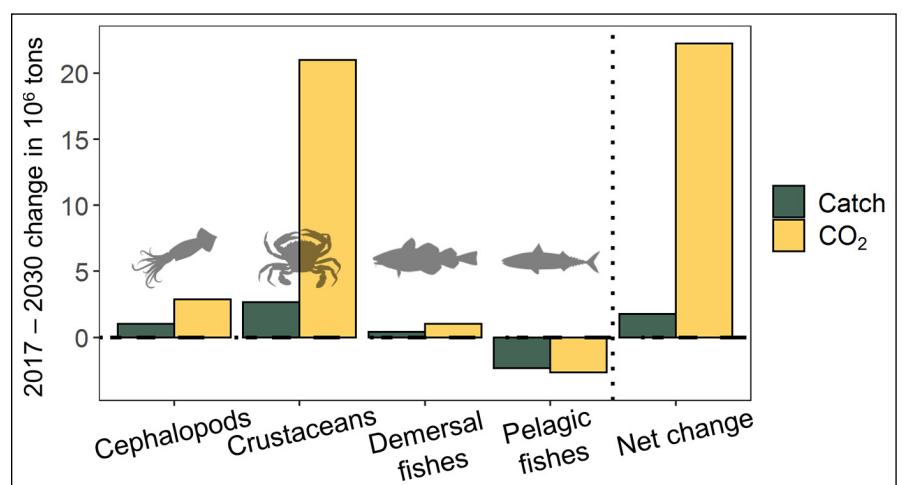 2017 – 2030 change in 10⁶ tons
20
15
10
5
0
Cephalopods
Crustaceans
Demersal
fishes
Pelagic
fishes
Net change
Catch
CO₂